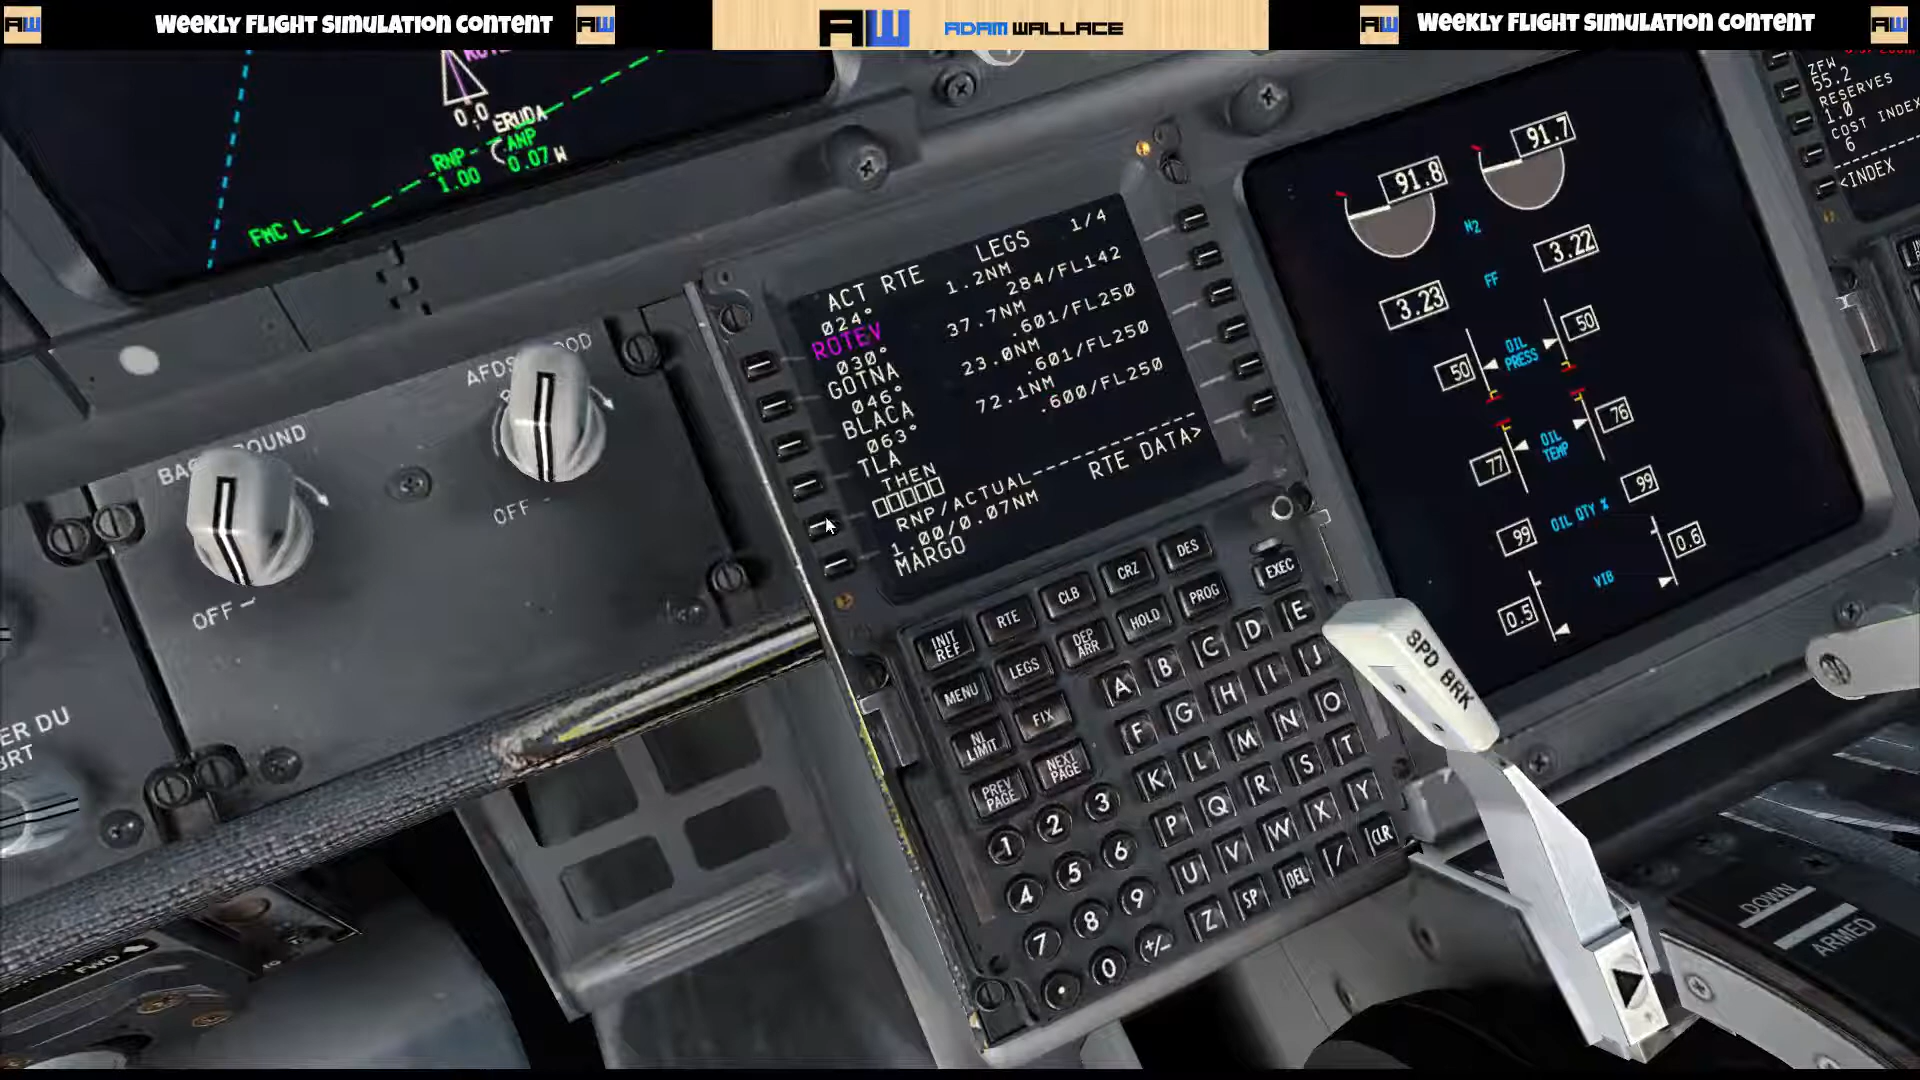 AW
WEEKLY FLIGHT SIMULATION CONTENT
AW
AW ADAM WALLACE
AW
WEEKLY FLIGHT SIMULATION CONTENT
AW
0.0
ERUDA
RNP - ANP
1.00 0.07
W
FMC L
ACT RTE LEGS 1/4
024° 1.2NM
ROTEV 284/FL142
030° 37.7NM
GOTNA .601/FL250
046° 23.0NM
BLACA .601/FL250
063° 72.1NM
TLA .600/FL250
THEN
□□□□□
RNP/ACTUAL--------------
1.00/0.07NM RTE DATA>
MARGO
91.8
91.7
N2
3.23
FF
3.22
50
OIL PRESS
50
77
OIL TEMP
76
99
OIL QTY %
99
0.5
VIB
0.6
ZFW
55.2
RESERVES
1.0
COST INDEX
6
<INDEX
OFF
OFF
INIT REF
RTE
CLB
CRZ
DES
MENU
LEGS
DEP ARR
HOLD
PROG
EXEC
N1 LIMIT
FIX
PREV PAGE
NEXT PAGE
A B C D E
F G H I J
K L M N O
P Q R S T
U V W X Y
Z SP DEL / CLR
1 2 3
4 5 6
7 8 9
. 0 +/-
SPD BRK
DOWN
ARMED
FWD